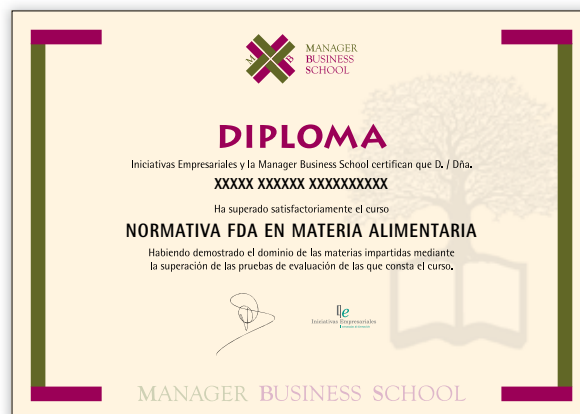 M B
MANAGER
BUSINESS
SCHOOL
DIPLOMA
Iniciativas Empresariales y la Manager Business School certifican que D. / Dña.
XXXXX XXXXXX XXXXXXXXXX
Ha superado satisfactoriamente el curso
NORMATIVA FDA EN MATERIA ALIMENTARIA
Habiendo demostrado el dominio de las materias impartidas mediante
la superación de las pruebas de evaluación de las que consta el curso.
Iniciativas Empresariales
MANAGER BUSINESS SCHOOL